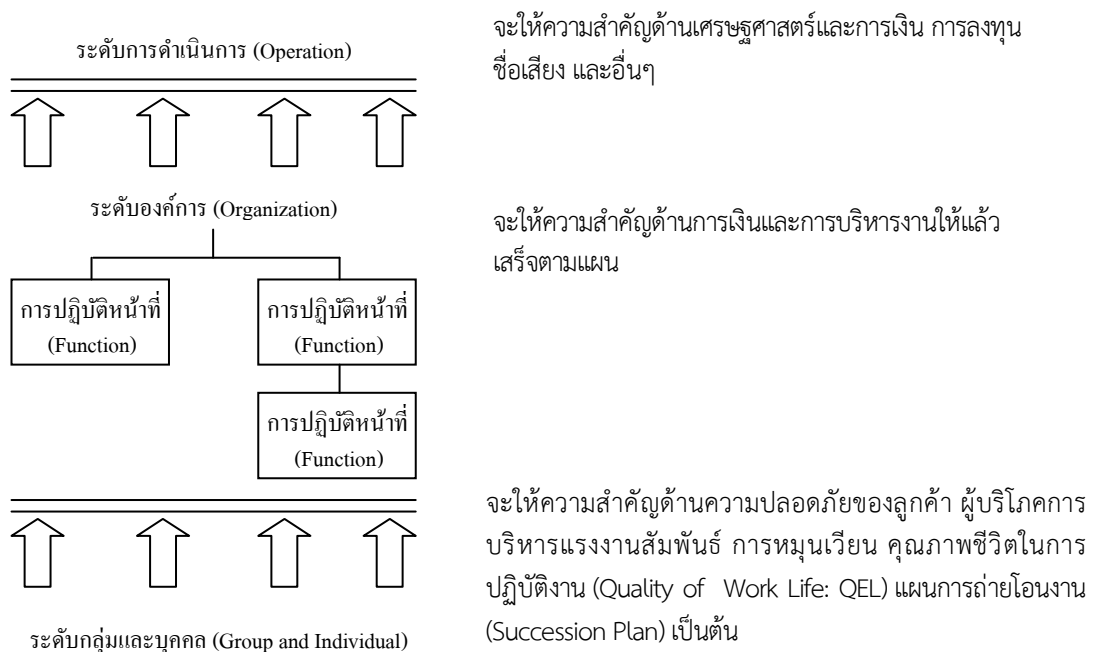 ระดับการดำเนินการ (Operation)
จะให้ความสำคัญด้านเศรษฐศาสตร์และการเงิน การลงทุน
ชื่อเสียง และอื่นๆ
ระดับองค์การ (Organization)
จะให้ความสำคัญด้านการเงินและการบริหารงานให้แล้ว
เสร็จตามแผน
การปฏิบัติหน้าที่
(Function)
การปฏิบัติหน้าที่
(Function)
การปฏิบัติหน้าที่
(Function)
จะให้ความสำคัญด้านความปลอดภัยของลูกค้า ผู้บริโภคการ
บริหารแรงงานสัมพันธ์ การหมุนเวียน คุณภาพชีวิตในการ
ปฏิบัติงาน (Quality of Work Life: QEL) แผนการถ่ายโอนงาน
(Succession Plan) เป็นต้น
ระดับกลุ่มและบุคคล (Group and Individual)